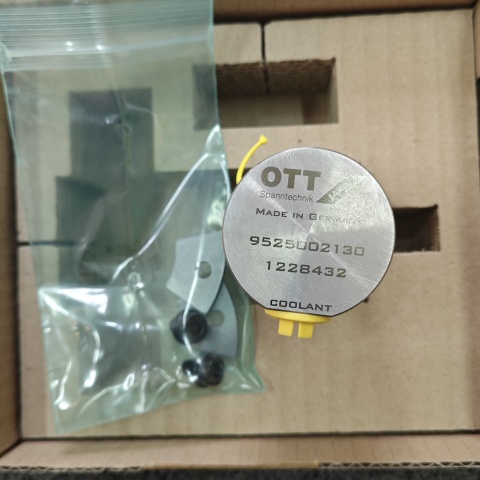 OTT
Spanntechnik
MADE IN GERMANY
9525002130
1228432
COOLANT